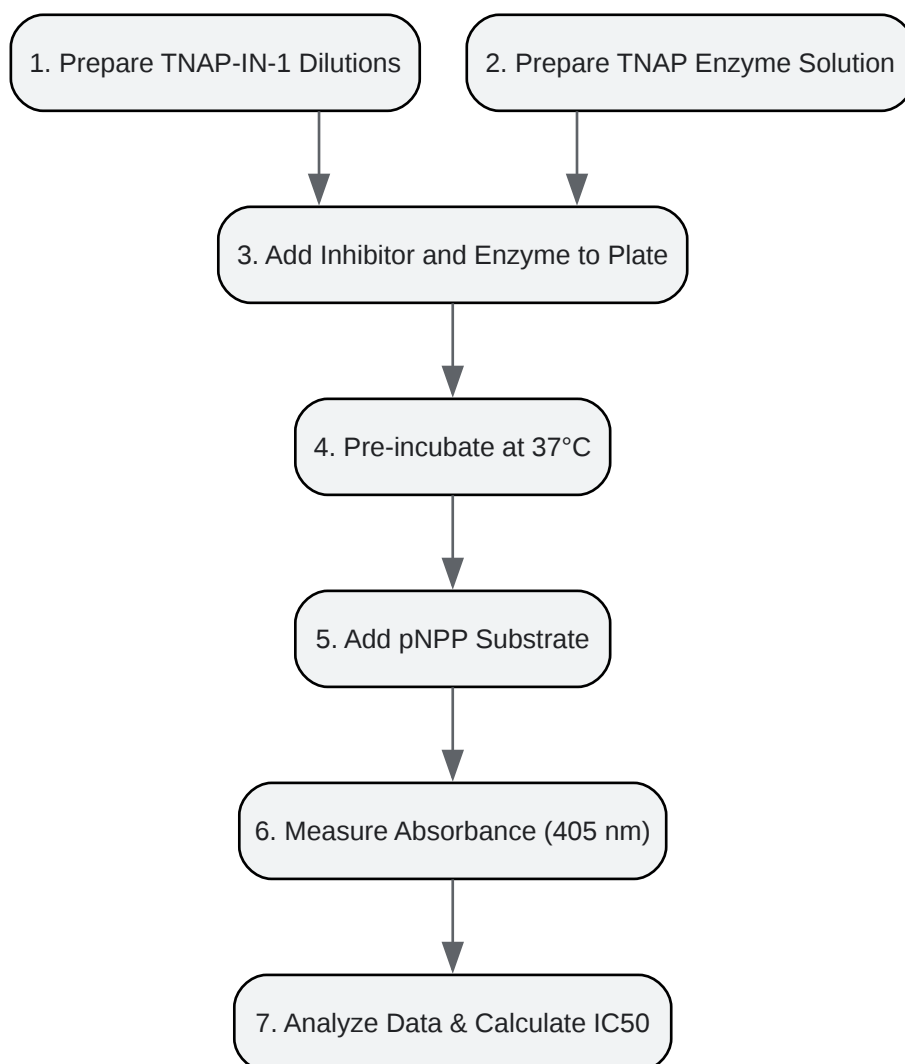 1. Prepare TNAP-IN-1 Dilutions
2. Prepare TNAP Enzyme Solution
3. Add Inhibitor and Enzyme to Plate
4. Pre-incubate at 37°C
5. Add pNPP Substrate
6. Measure Absorbance (405 nm)
7. Analyze Data & Calculate IC50